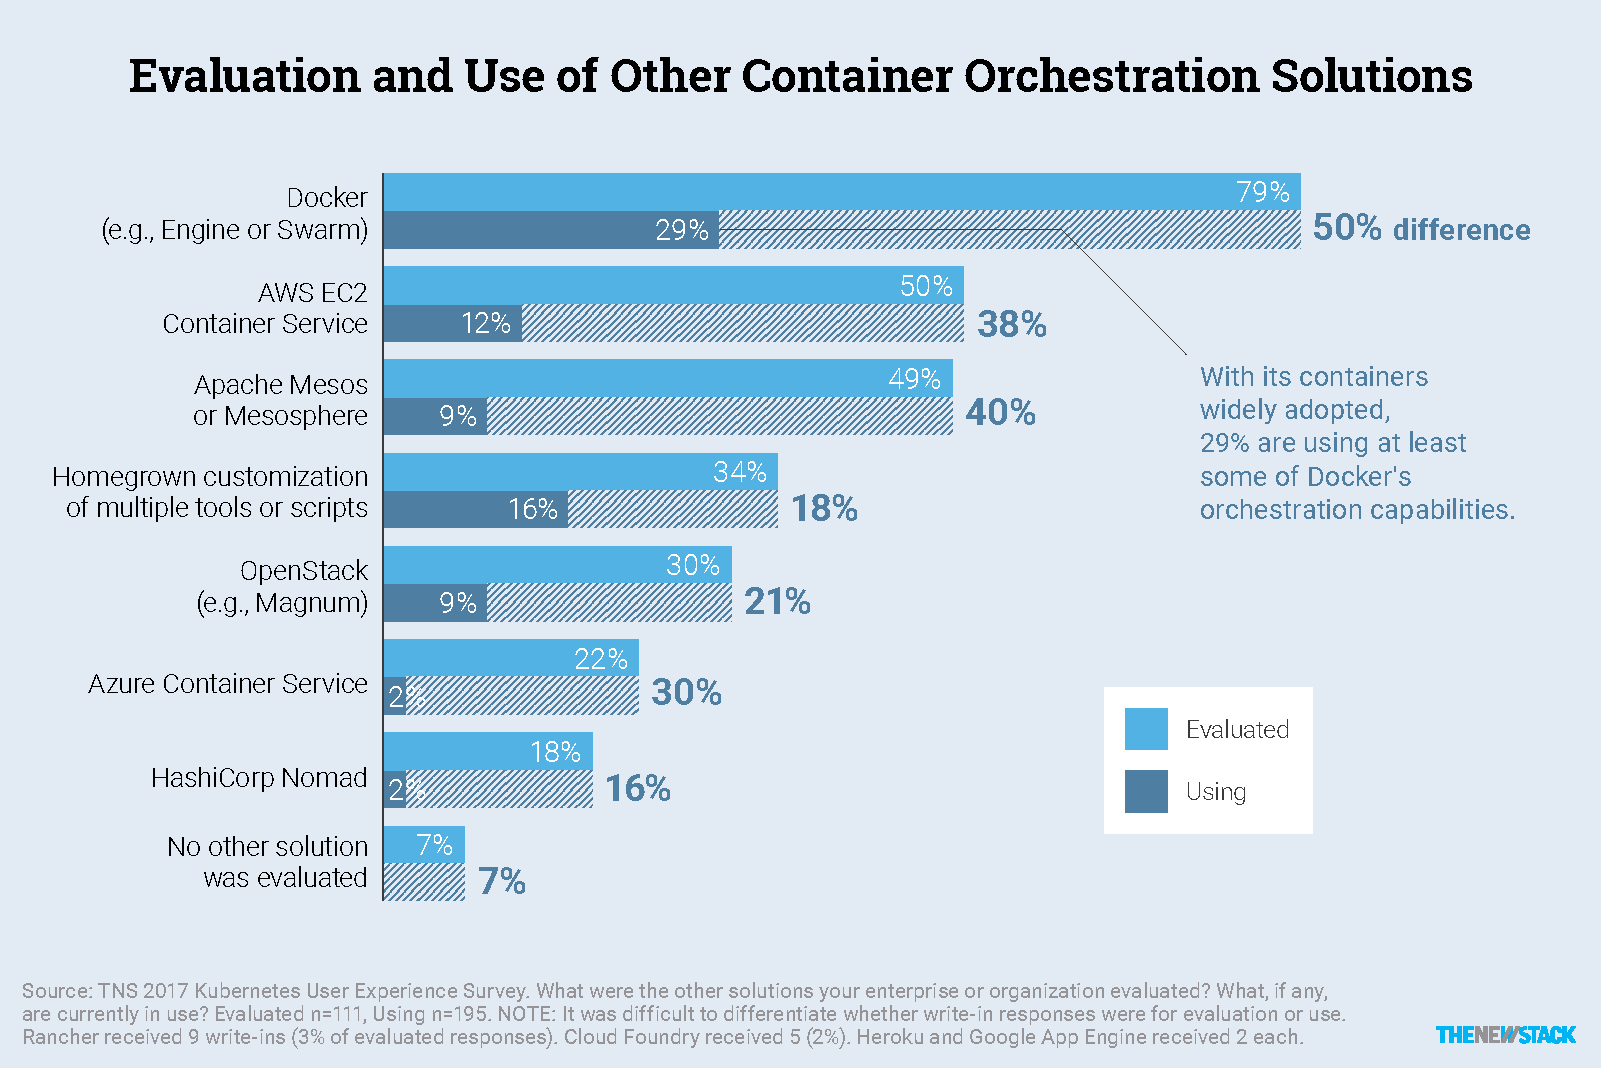 Evaluation and Use of Other Container Orchestration Solutions
Docker
(e.g., Engine or Swarm)
79%
29%
50% difference
AWS EC2
Container Service
50%
12%
38%
Apache Mesos
or Mesosphere
49%
9%
40%
With its containers
widely adopted,
29% are using at least
some of Docker's
orchestration capabilities.
Homegrown customization
of multiple tools or scripts
34%
16%
18%
OpenStack
(e.g., Magnum)
30%
9%
21%
Azure Container Service
22%
2%
30%
HashiCorp Nomad
18%
2%
16%
No other solution
was evaluated
7%
7%
Evaluated
Using
Source: TNS 2017 Kubernetes User Experience Survey. What were the other solutions your enterprise or organization evaluated? What, if any,
are currently in use? Evaluated n=111, Using n=195. NOTE: It was difficult to differentiate whether write-in responses were for evaluation or use.
Rancher received 9 write-ins (3% of evaluated responses). Cloud Foundry received 5 (2%). Heroku and Google App Engine received 2 each.
THENEWSTACK